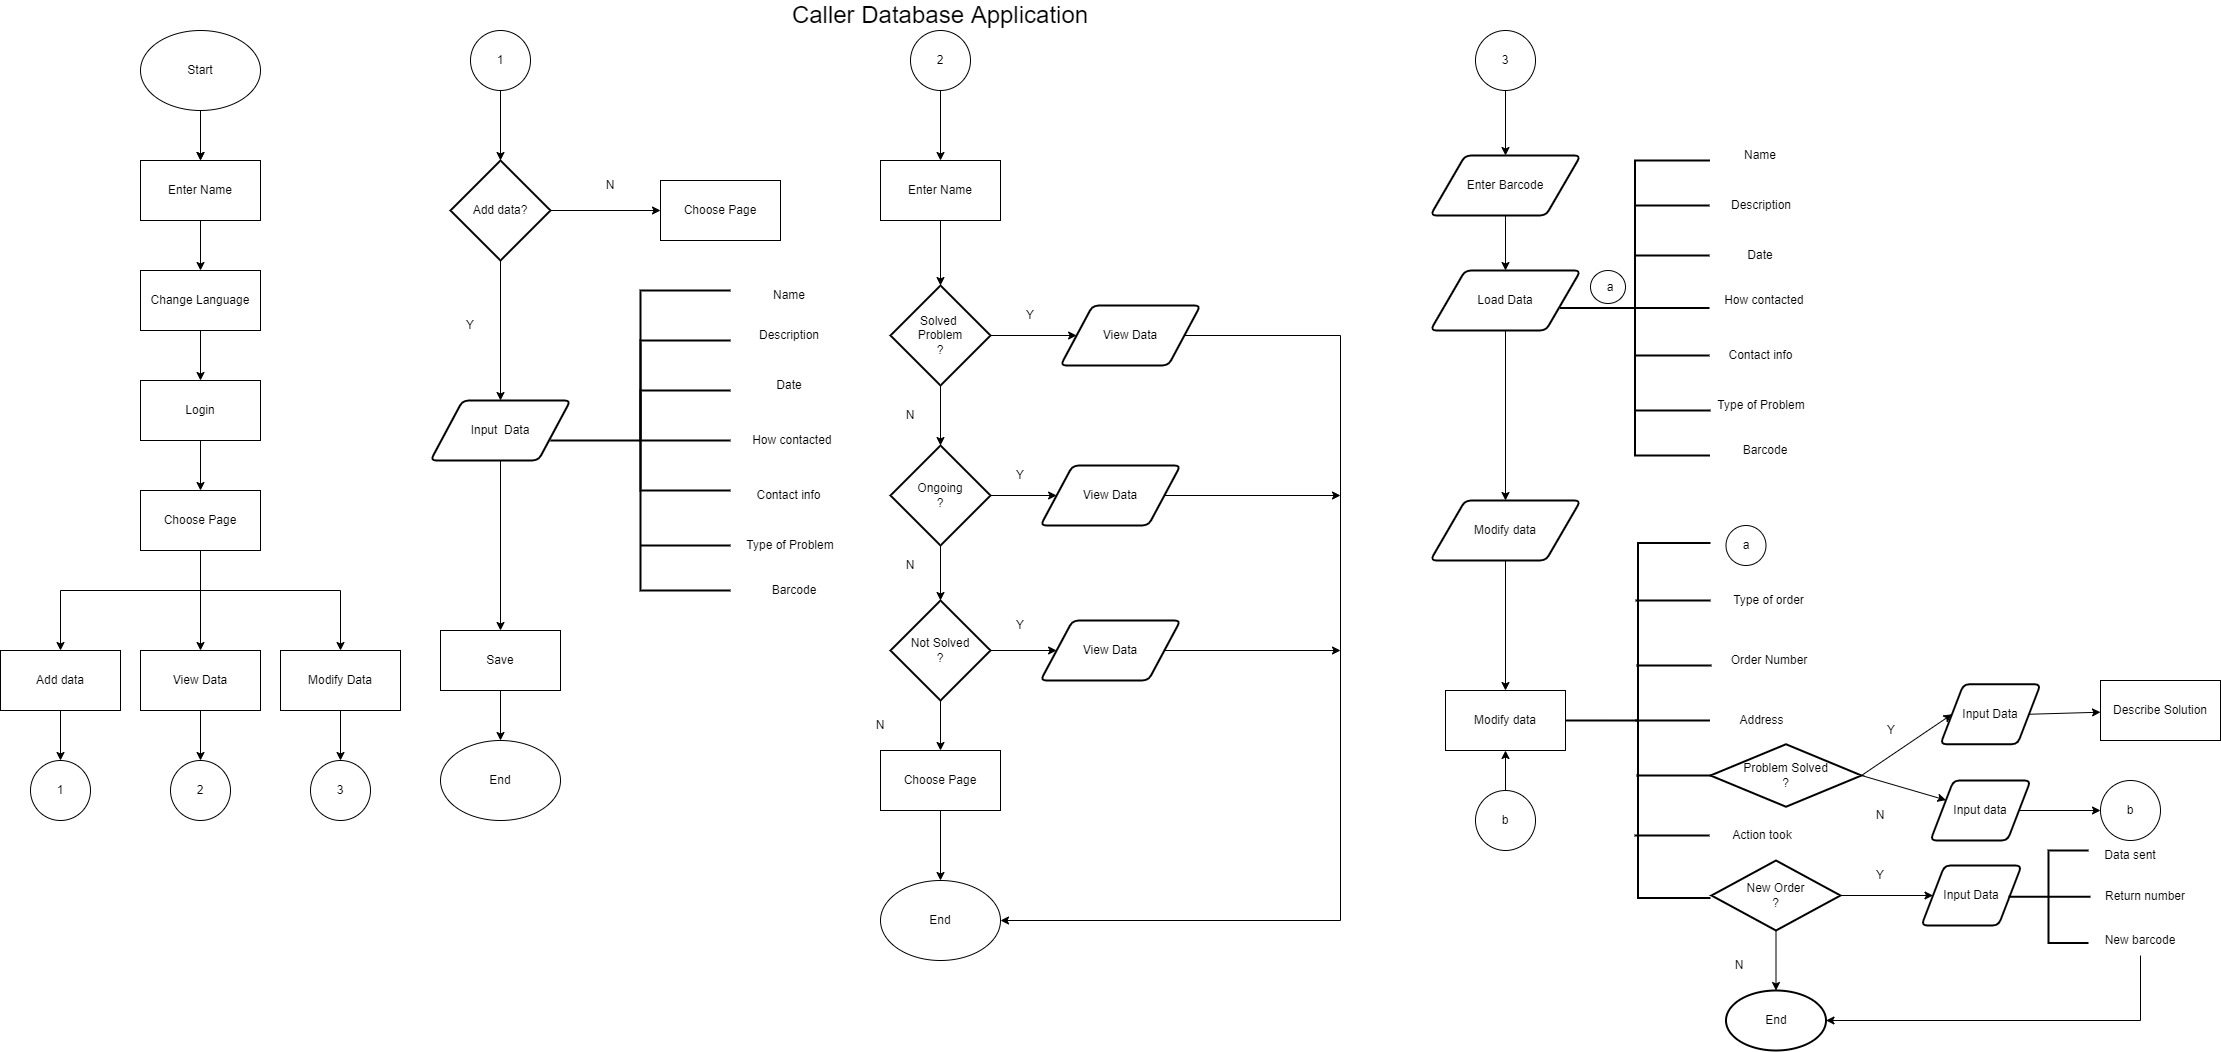 Caller Database Application
Start
Enter Name
Change Language
Login
Choose Page
Add data
View Data
Modify Data
1
2
3
1
Add data?
N
Choose Page
Y
Input  Data
Name
Description
Date
How contacted
Contact info
Type of Problem
Barcode
Save
End
2
Enter Name
Solved
Problem
?
Y
View Data
N
Ongoing
?
Y
View Data
N
Not Solved
?
Y
View Data
N
Choose Page
End
3
Enter Barcode
Load Data
a
Name
Description
Date
How contacted
Contact info
Type of Problem
Barcode
Modify data
Modify data
b
a
Type of order
Order Number
Address
Problem Solved
?
Y
Input Data
Describe Solution
N
Input data
b
Action took
New Order
?
Y
Input Data
Data sent
Return number
New barcode
N
End